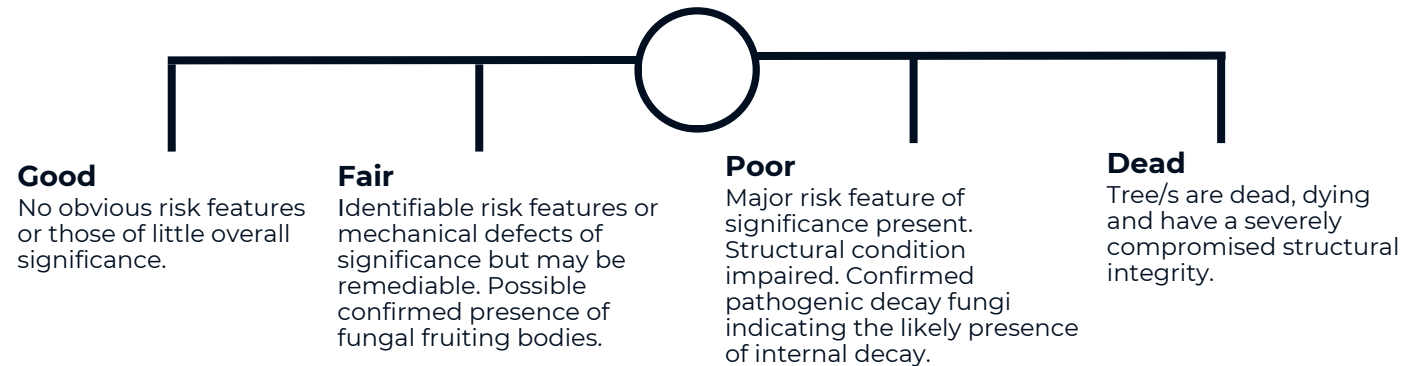 Good
No obvious risk features
or those of little overall
significance.
Fair
Identifiable risk features or
mechanical defects of
significance but may be
remediable. Possible
confirmed presence of
fungal fruiting bodies.
Poor
Major risk feature of
significance present.
Structural condition
impaired. Confirmed
pathogenic decay fungi
indicating the likely presence
of internal decay.
Dead
Tree/s are dead, dying
and have a severely
compromised structural
integrity.